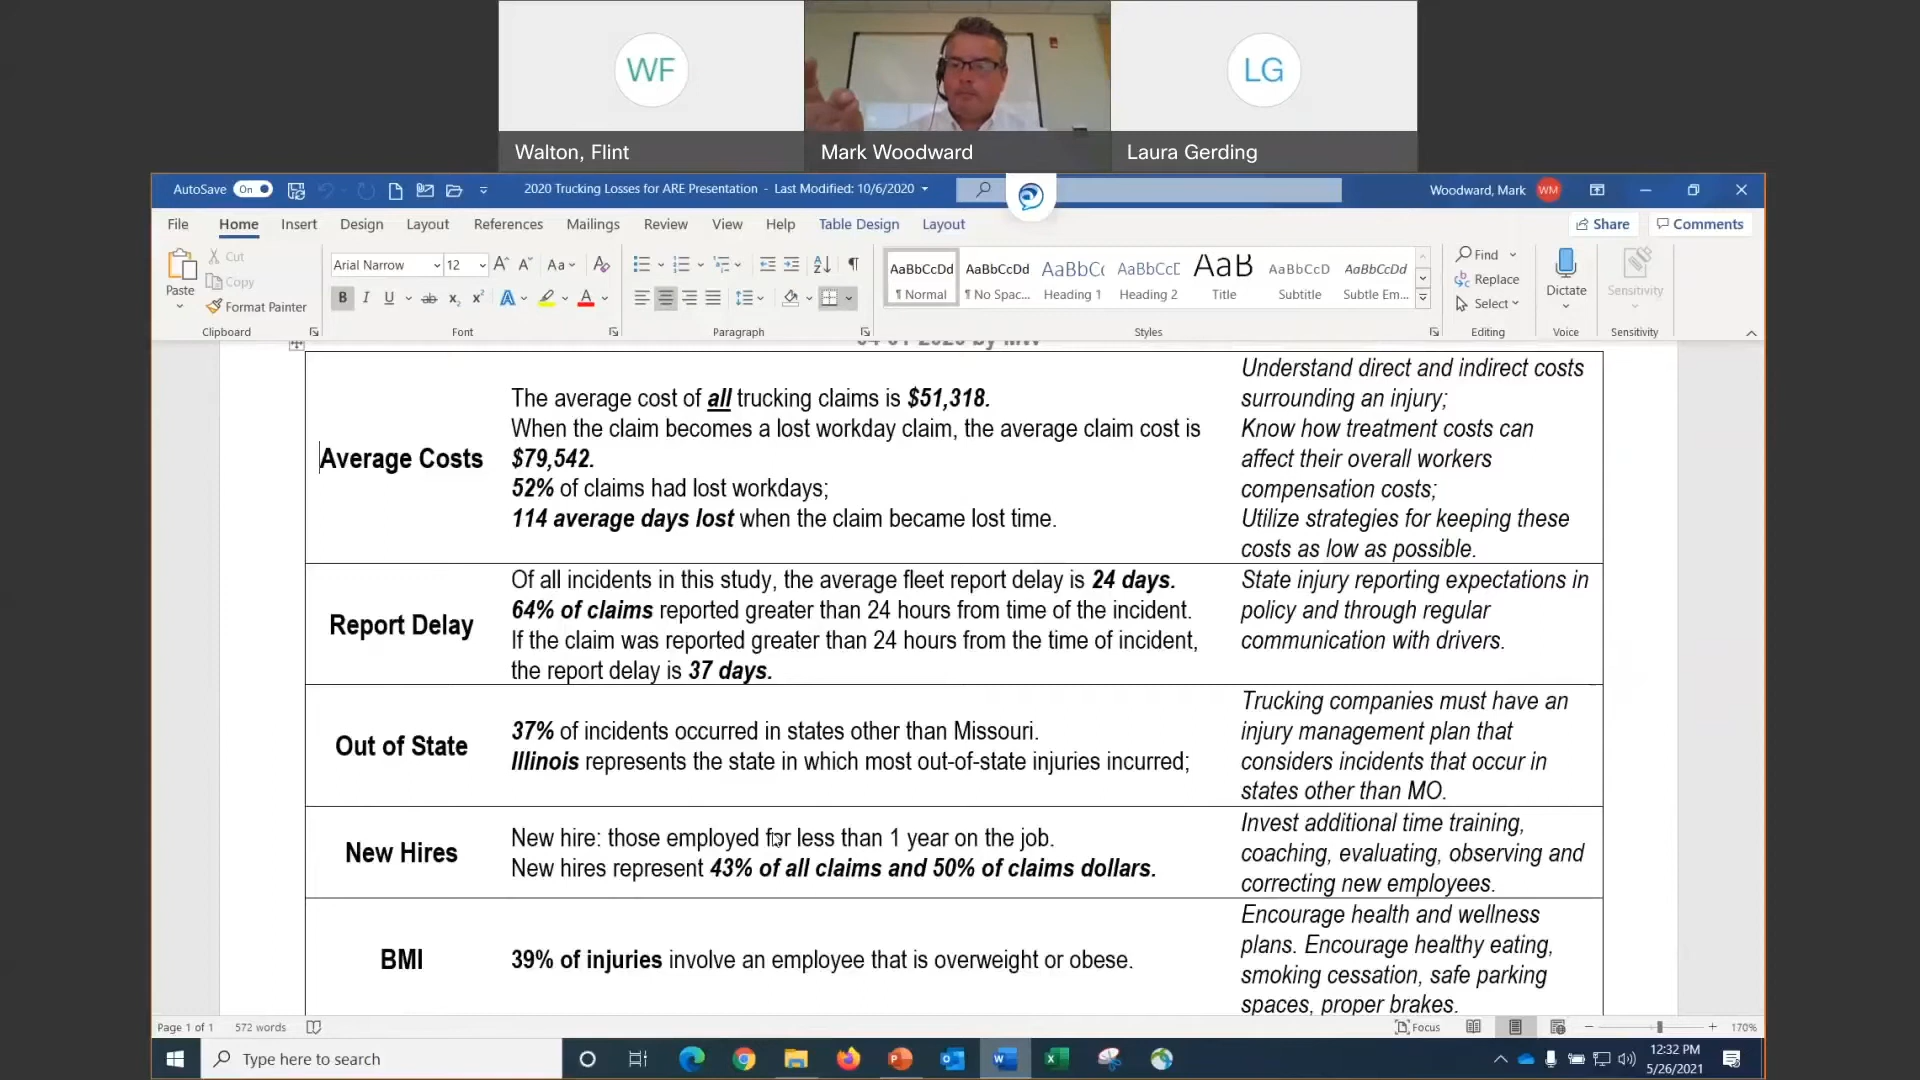 WF
LG
Walton, Flint
Mark Woodward
Laura Gerding
AutoSave On
2020 Trucking Losses for ARE Presentation - Last Modified: 10/6/2020
Woodward, Mark WM
File Home Insert Design Layout References Mailings Review View Help Table Design Layout
Share Comments
Paste
Cut
Copy
Format Painter
Clipboard
Arial Narrow 12
Font
Paragraph
AaBbCcDd AaBbCcDd AaBbC AaBbCcD AaB AaBbCcD AaBbCcDd
¶ Normal ¶ No Spac... Heading 1 Heading 2 Title Subtitle Subtle Em...
Styles
Find
Replace
Select
Editing
Dictate
Voice
Sensitivity
Sensitivity
Average Costs
The average cost of all trucking claims is $51,318.
When the claim becomes a lost workday claim, the average claim cost is
$79,542.
52% of claims had lost workdays;
114 average days lost when the claim became lost time.
Understand direct and indirect costs
surrounding an injury;
Know how treatment costs can
affect their overall workers
compensation costs;
Utilize strategies for keeping these
costs as low as possible.
Report Delay
Of all incidents in this study, the average fleet report delay is 24 days.
64% of claims reported greater than 24 hours from time of the incident.
If the claim was reported greater than 24 hours from the time of incident,
the report delay is 37 days.
State injury reporting expectations in
policy and through regular
communication with drivers.
Out of State
37% of incidents occurred in states other than Missouri.
Illinois represents the state in which most out-of-state injuries incurred;
Trucking companies must have an
injury management plan that
considers incidents that occur in
states other than MO.
New Hires
New hire: those employed for less than 1 year on the job.
New hires represent 43% of all claims and 50% of claims dollars.
Invest additional time training,
coaching, evaluating, observing and
correcting new employees.
BMI
39% of injuries involve an employee that is overweight or obese.
Encourage health and wellness
plans. Encourage healthy eating,
smoking cessation, safe parking
spaces, proper brakes.
Page 1 of 1 572 words
Focus
170%
Type here to search
12:32 PM
5/26/2021